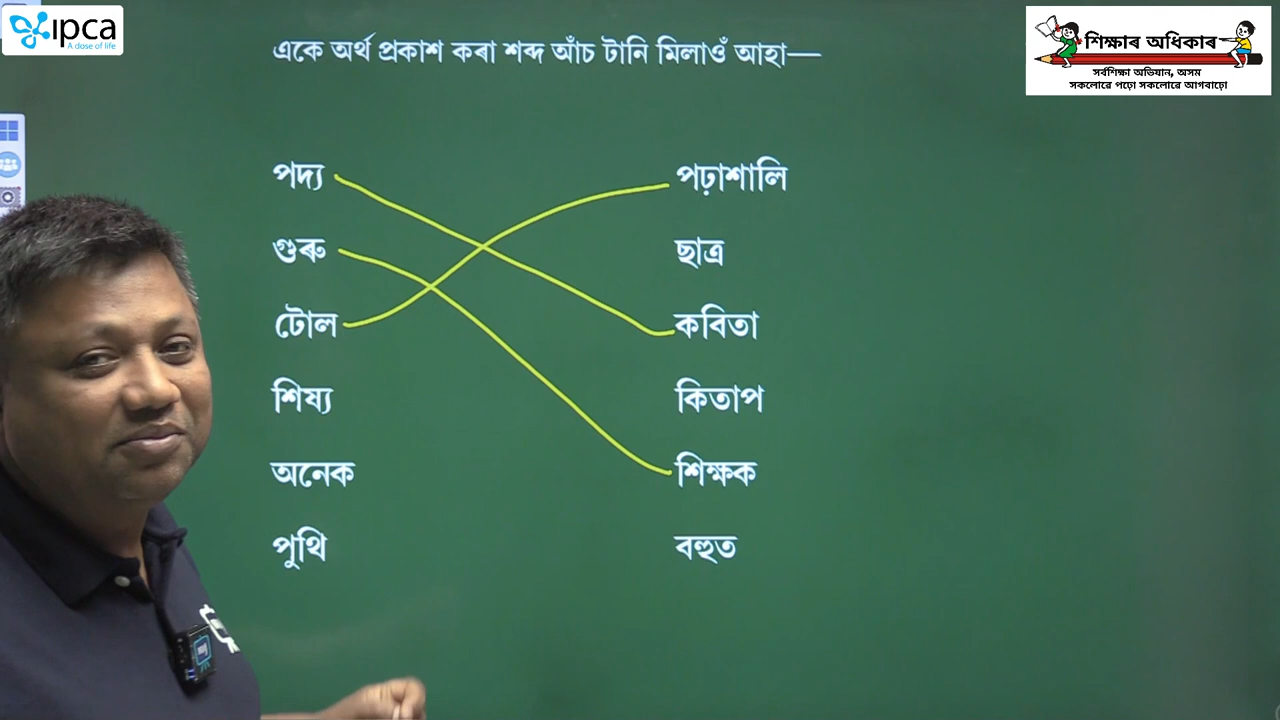 ipca
A dose of life
একে অৰ্থ প্ৰকাশ কৰা শব্দ আঁচ টানি মিলাওঁ আহা—
শিক্ষাৰ অধিকাৰ
সৰ্বশিক্ষা অভিযান, অসম
সকলোৱে পঢ়ো সকলোৱে আগবাঢ়ো
পদ্য পঢ়াশালি
গুৰু ছাত্ৰ
টোল কবিতা
শিষ্য কিতাপ
অনেক শিক্ষক
পুথি বহুত